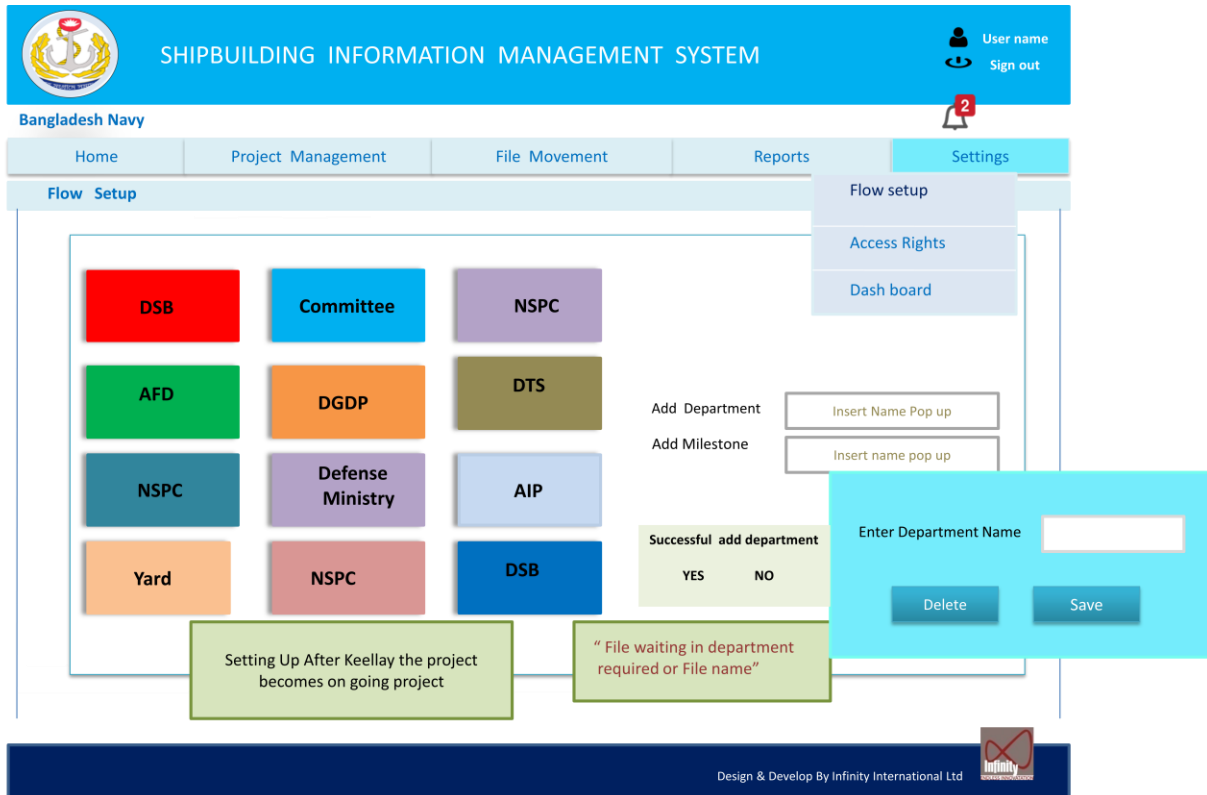 SHIPBUILDING INFORMATION MANAGEMENT SYSTEM
User name
Sign out
2
Bangladesh Navy
Home Project Management File Movement Reports Settings
Flow Setup
Flow setup
Access Rights
Dash board
DSB Committee NSPC
AFD DGDP DTS
NSPC Defense
Ministry AIP
Yard NSPC DSB
Add Department Insert Name Pop up
Add Milestone Insert name pop up
Successful add department
YES NO
Enter Department Name
Delete Save
Setting Up After Keellay the project
becomes on going project
“ File waiting in department
required or File name”
Design & Develop By Infinity International Ltd
Infinity